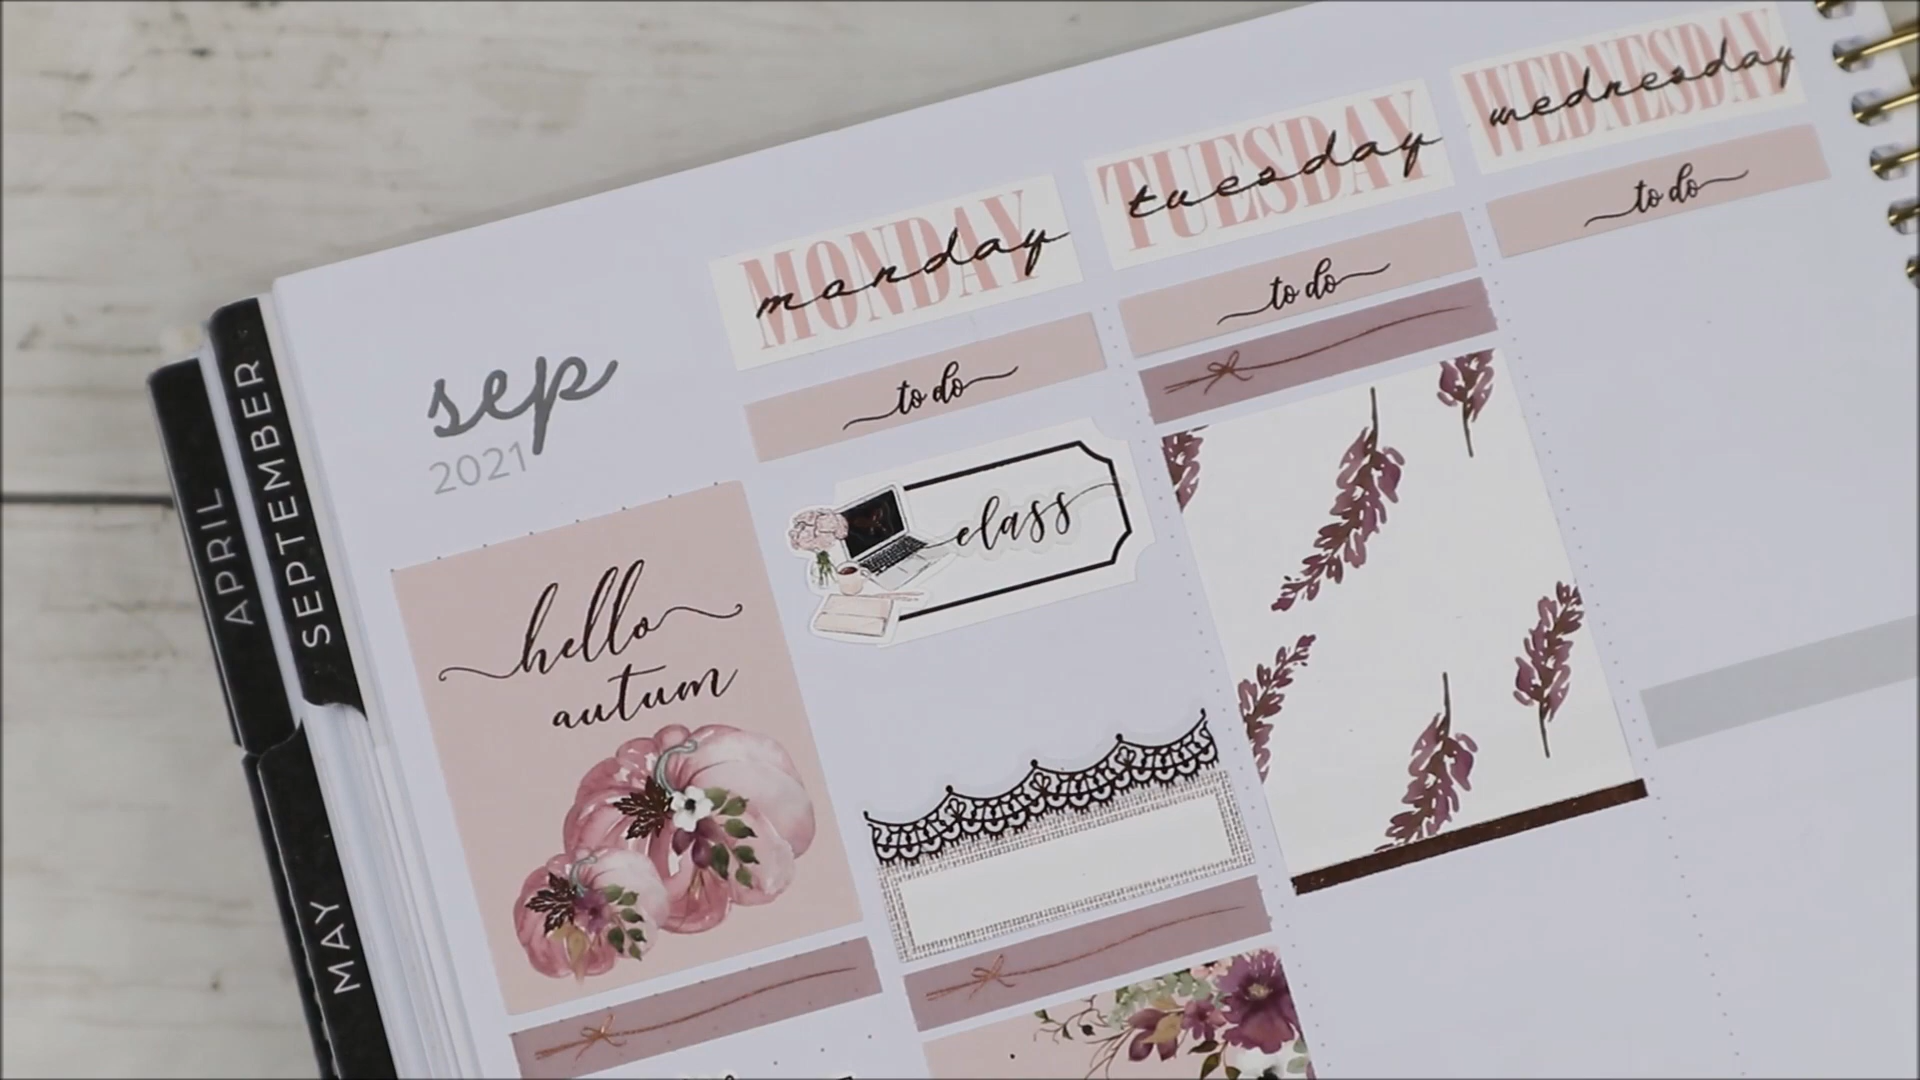 sep
2021
MONDAY
monday
TUESDAY
tuesday
WEDNESDAY
wednesday
to do
to do
to do
class
hello
autum
APRIL
SEPTEMBER
MAY